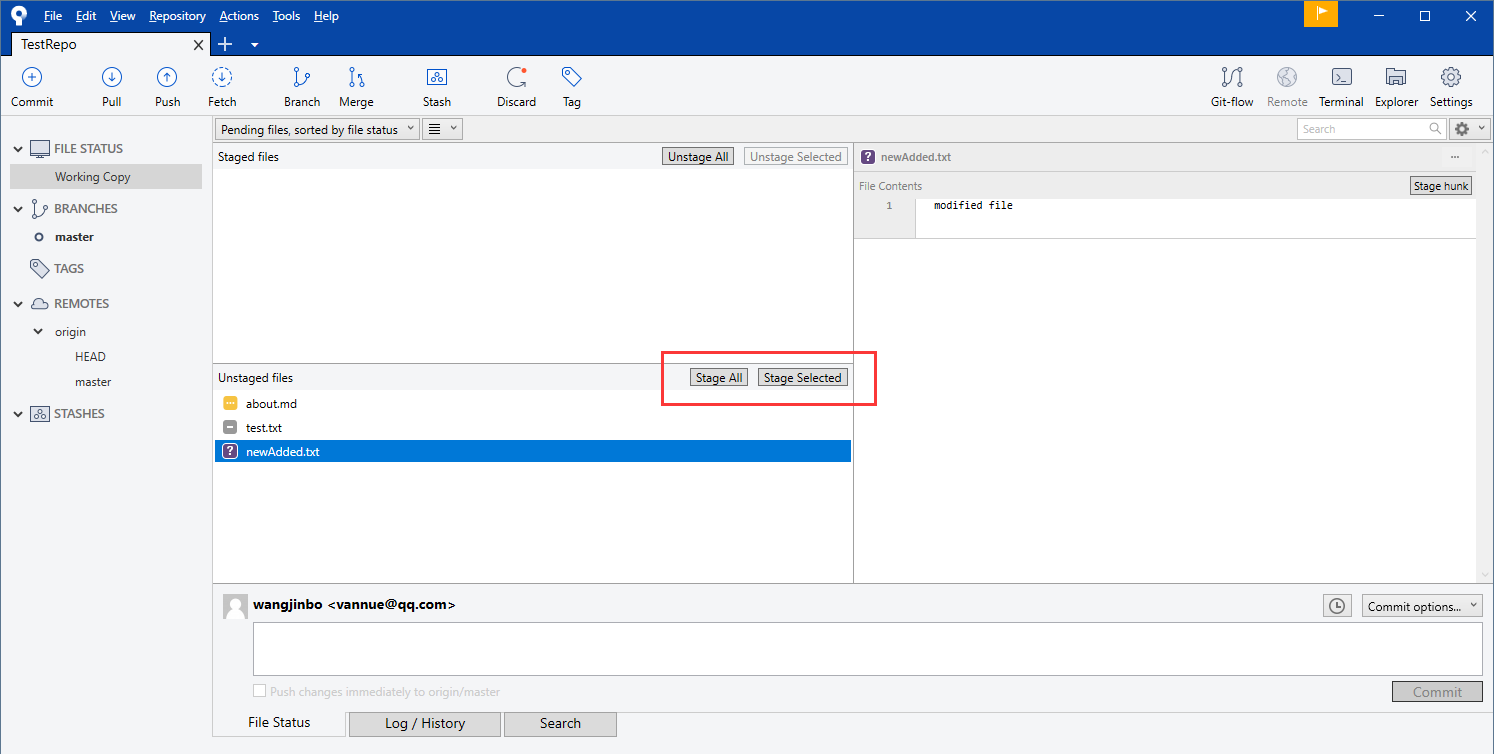 File Edit View Repository Actions Tools Help
TestRepo
Commit Pull Push Fetch Branch Merge Stash Discard Tag Git-flow Remote Terminal Explorer Settings
Pending files, sorted by file status
Search
FILE STATUS
Working Copy
BRANCHES
master
TAGS
REMOTES
origin
HEAD
master
STASHES
Staged files Unstage All Unstage Selected
Unstaged files Stage All Stage Selected
about.md
test.txt
? newAdded.txt
? newAdded.txt ...
File Contents Stage hunk
1 modified file
wangjinbo <vannue@qq.com> Commit options...
Push changes immediately to origin/master Commit
File Status Log / History Search